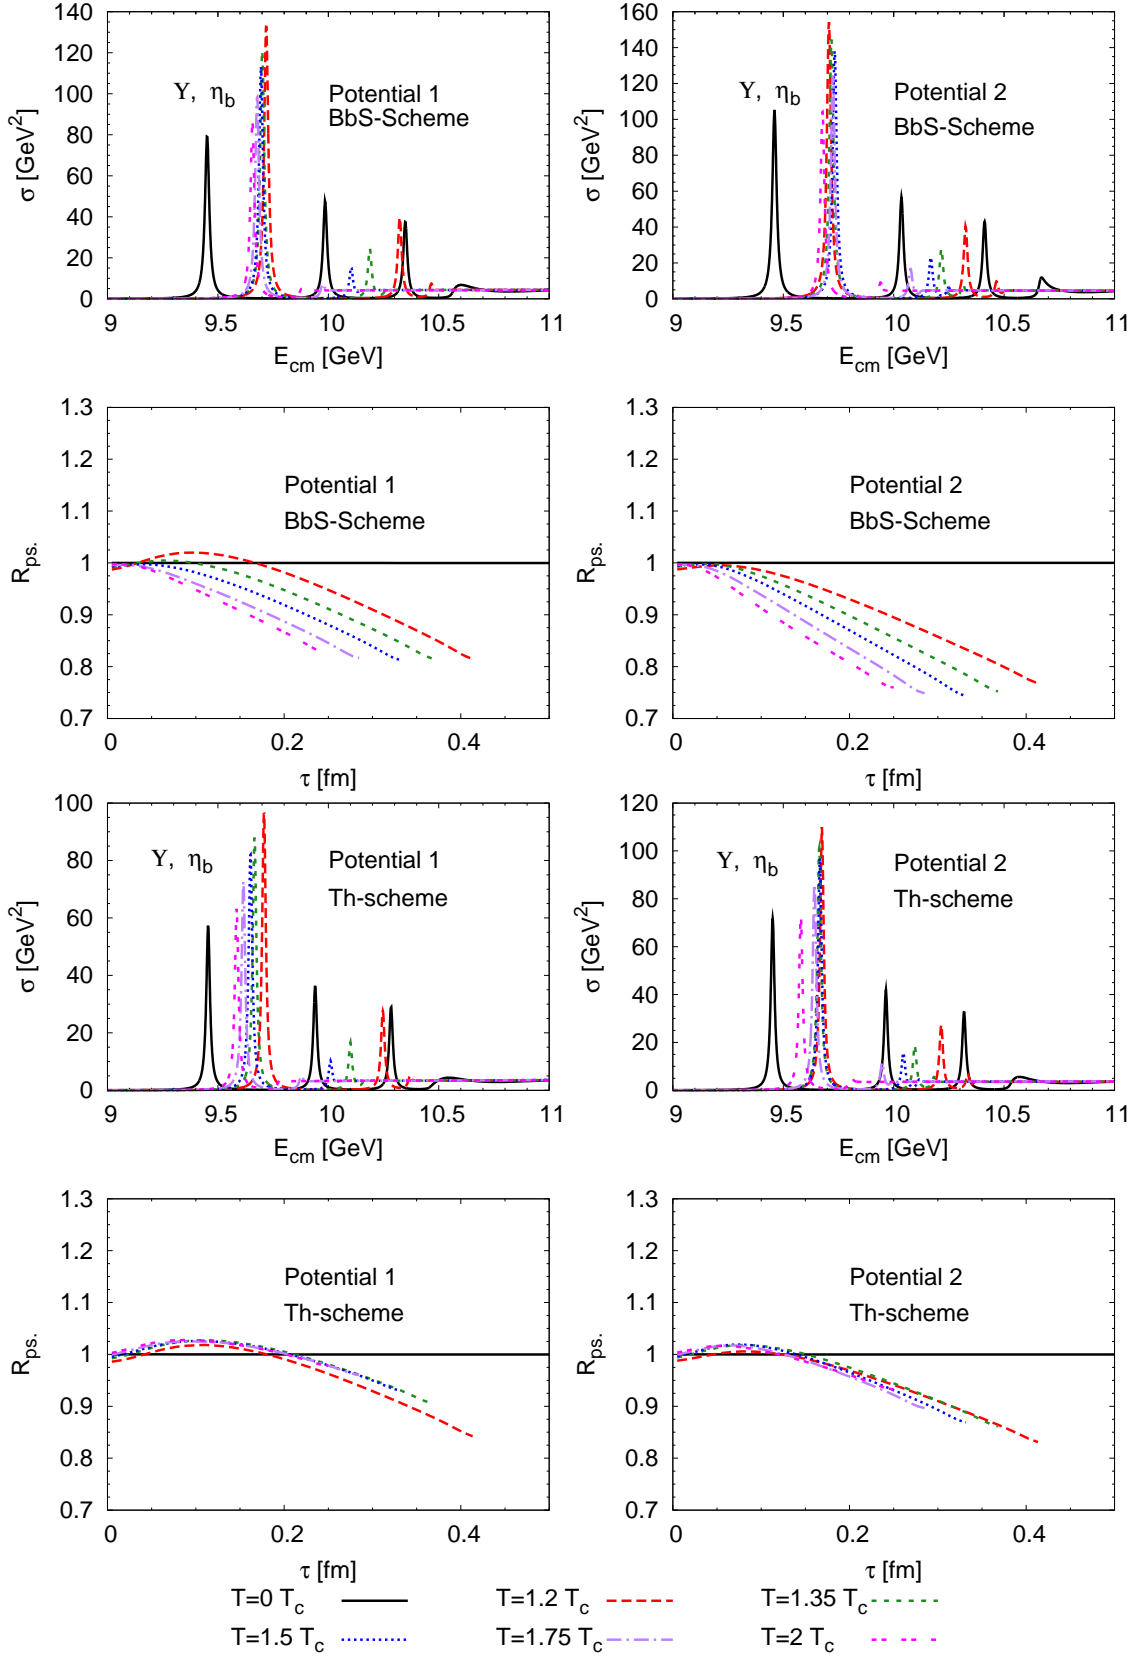 140
120
100
80
60
40
20
0
σ [GeV²]
Υ, η_b
Potential 1
BbS-Scheme
9
9.5
10
10.5
11
E_cm [GeV]
160
140
120
100
80
60
40
20
0
σ [GeV²]
Υ, η_b
Potential 2
BbS-Scheme
9
9.5
10
10.5
11
E_cm [GeV]
1.3
1.2
1.1
1
0.9
0.8
0.7
R_ps.
Potential 1
BbS-Scheme
0
0.2
0.4
τ [fm]
1.3
1.2
1.1
1
0.9
0.8
0.7
R_ps.
Potential 2
BbS-Scheme
0
0.2
0.4
τ [fm]
100
80
60
40
20
0
σ [GeV²]
Υ, η_b
Potential 1
Th-scheme
9
9.5
10
10.5
11
E_cm [GeV]
120
100
80
60
40
20
0
σ [GeV²]
Υ, η_b
Potential 2
Th-scheme
9
9.5
10
10.5
11
E_cm [GeV]
1.3
1.2
1.1
1
0.9
0.8
0.7
R_ps.
Potential 1
Th-scheme
0
0.2
0.4
τ [fm]
1.3
1.2
1.1
1
0.9
0.8
0.7
R_ps.
Potential 2
Th-scheme
0
0.2
0.4
τ [fm]
T=0 T_c
T=1.2 T_c
T=1.35 T_c
T=1.5 T_c
T=1.75 T_c
T=2 T_c